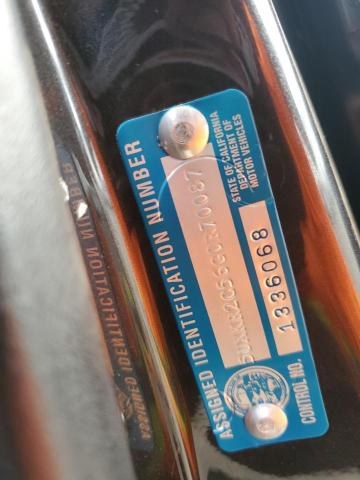 ASSIGNED IDENTIFICATION NUMBER
STATE OF CALIFORNIA
DEPARTMENT OF
MOTOR VEHICLES
CONTROL NO.
1336068